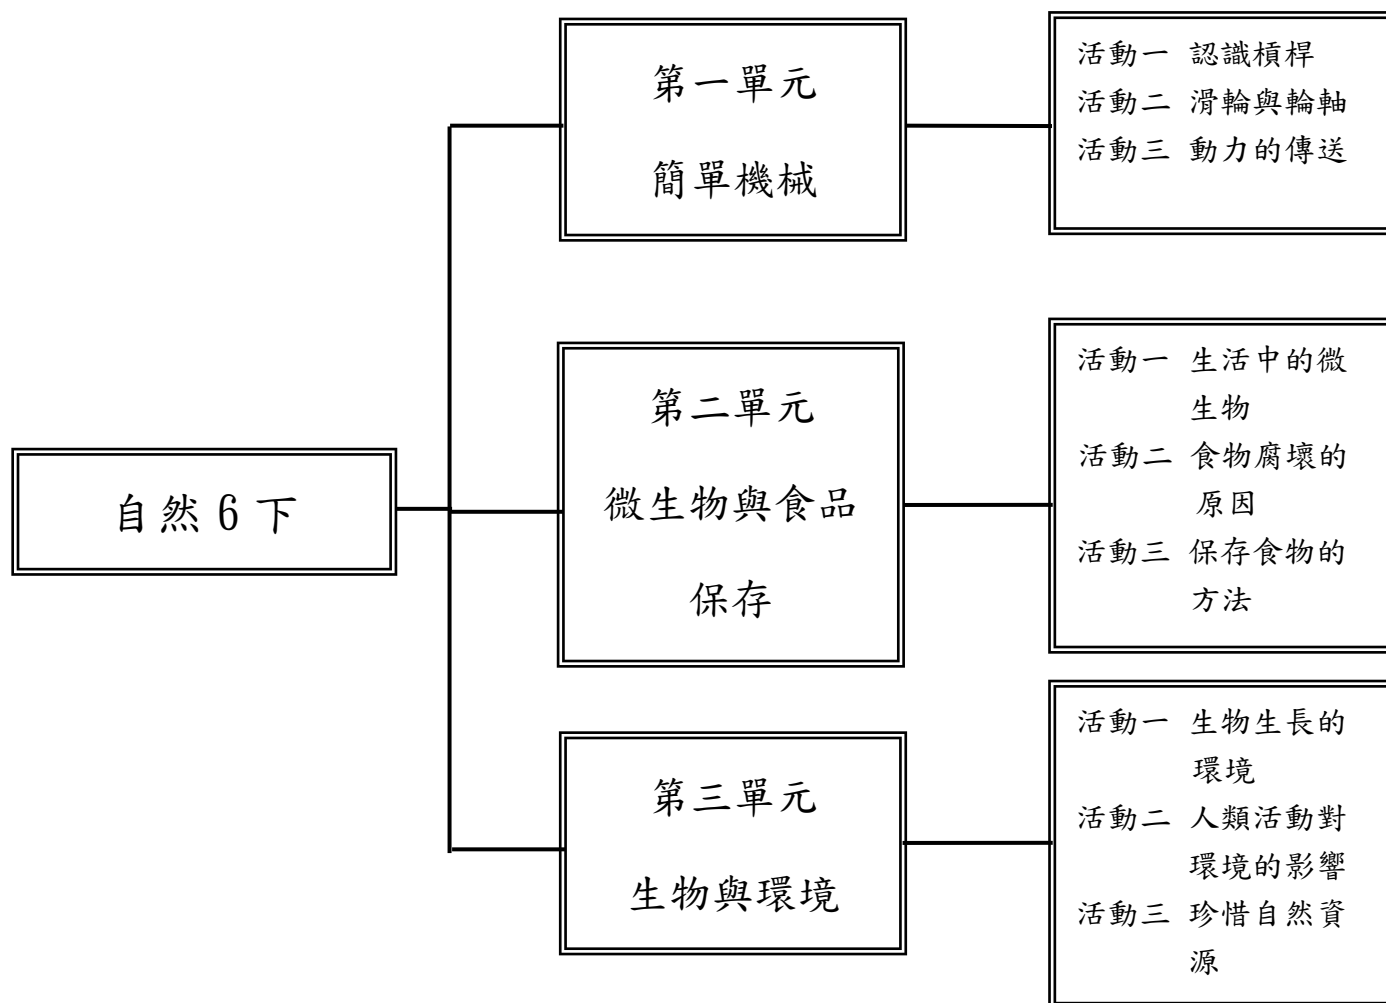 自然 6 下
第一單元
簡單機械
活動一 認識槓桿
活動二 滑輪與輪軸
活動三 動力的傳送
第二單元
微生物與食品
保存
活動一 生活中的微
生物
活動二 食物腐壞的
原因
活動三 保存食物的
方法
第三單元
生物與環境
活動一 生物生長的
環境
活動二 人類活動對
環境的影響
活動三 珍惜自然資
源